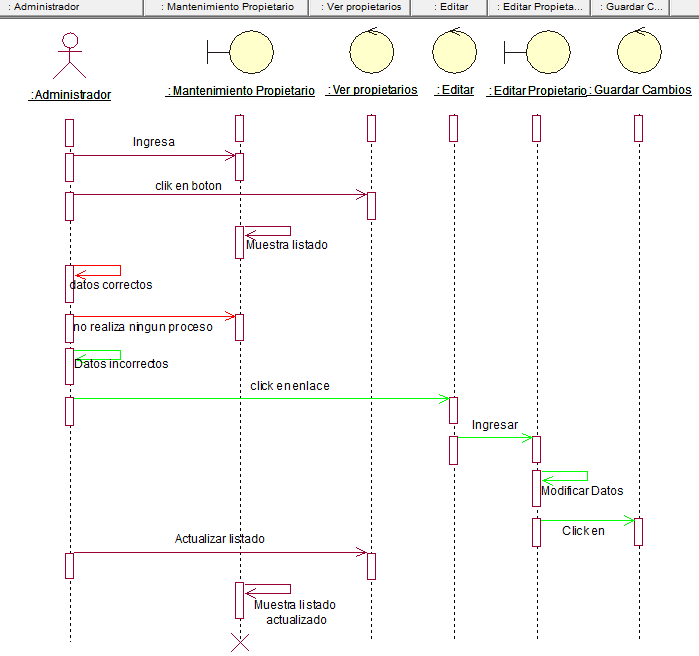 : Administrador
: Mantenimiento Propietario
: Ver propietarios
: Editar
: Editar Propieta...
: Guardar C...
: Administrador
: Mantenimiento Propietario
: Ver propietarios
: Editar
: Editar Propietario
: Guardar Cambios
Ingresa
clik en boton
Muestra listado
datos correctos
no realiza ningun proceso
Datos incorrectos
click en enlace
Ingresar
Modificar Datos
Click en
Actualizar listado
Muestra listado
actualizado